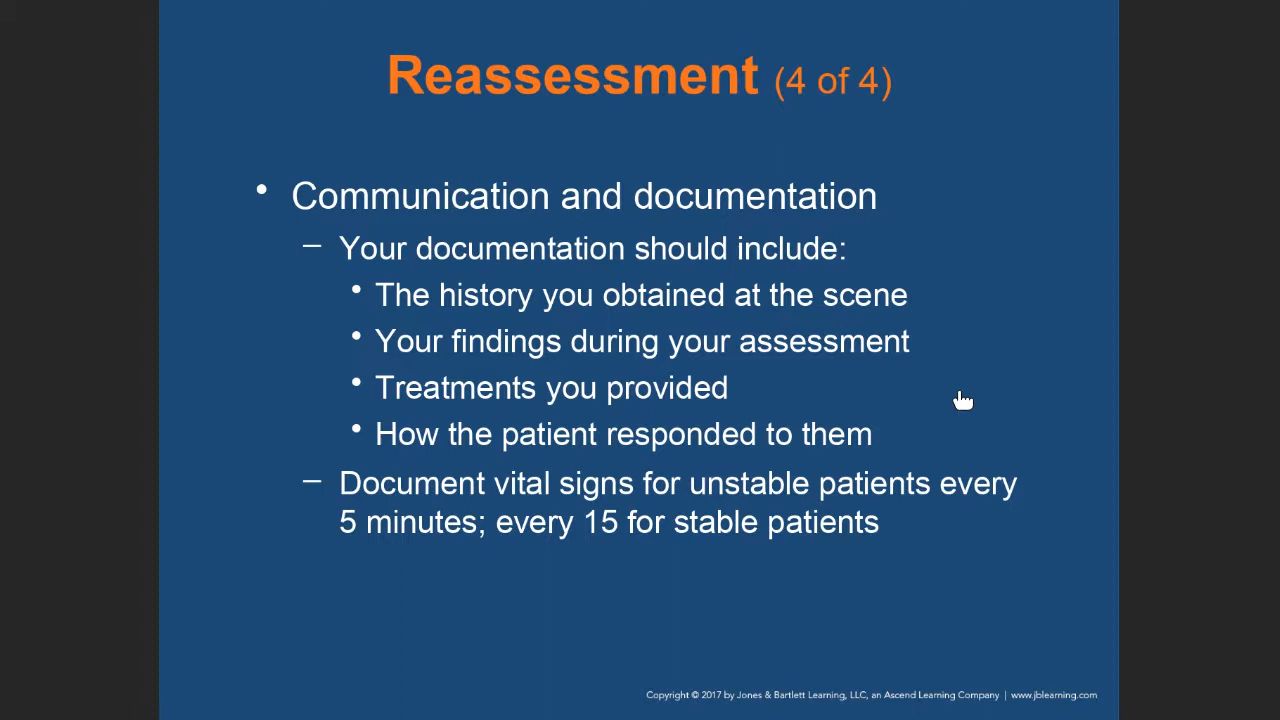 Reassessment (4 of 4)
• Communication and documentation
– Your documentation should include:
• The history you obtained at the scene
• Your findings during your assessment
• Treatments you provided
• How the patient responded to them
– Document vital signs for unstable patients every
5 minutes; every 15 for stable patients
Copyright © 2017 by Jones & Bartlett Learning, LLC, an Ascend Learning Company | www.jblearning.com